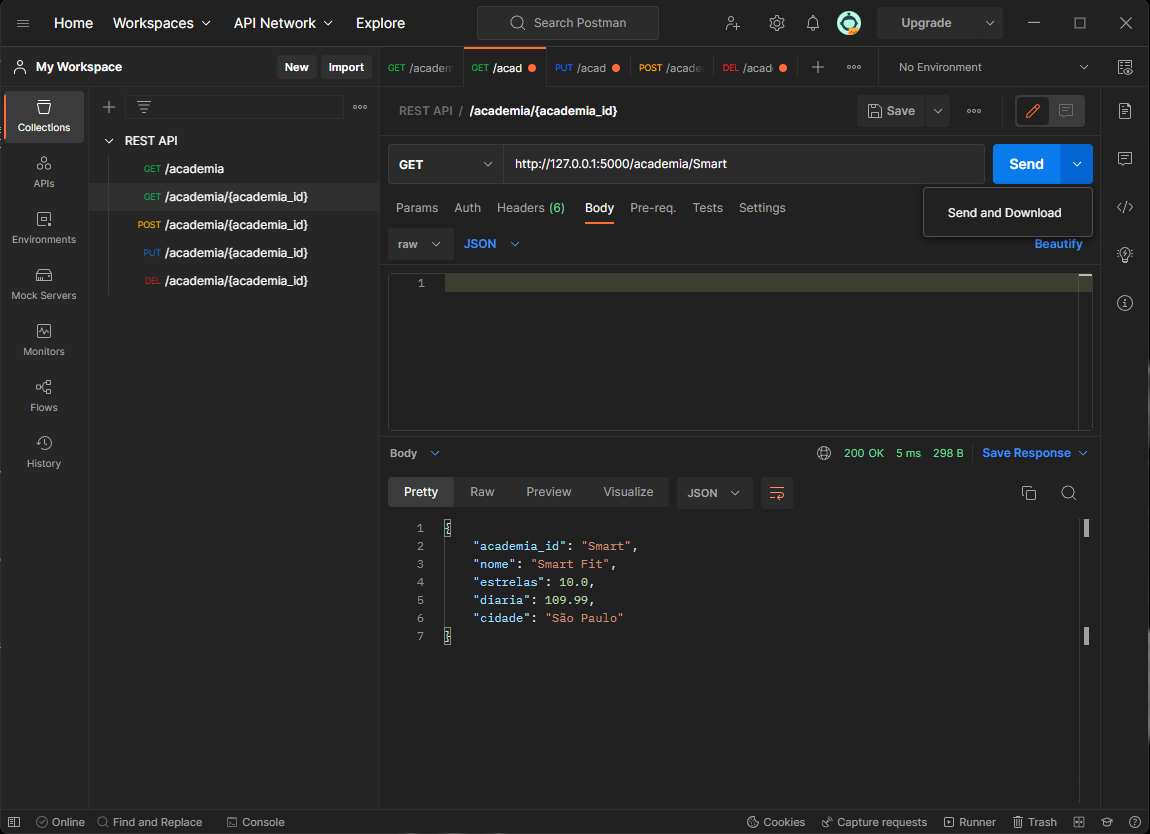 Home Workspaces API Network Explore Search Postman Upgrade
My Workspace New Import GET /academ GET /acad PUT /acad POST /acade DEL /acad No Environment
Collections
APIs
Environments
Mock Servers
Monitors
Flows
History
REST API
GET /academia
GET /academia/{academia_id}
POST /academia/{academia_id}
PUT /academia/{academia_id}
DEL /academia/{academia_id}
REST API / /academia/{academia_id} Save
GET http://127.0.0.1:5000/academia/Smart Send
Params Auth Headers (6) Body Pre-req. Tests Settings
Send and Download
raw JSON Beautify
1
Body 200 OK 5 ms 298 B Save Response
Pretty Raw Preview Visualize JSON
1 {
2 "academia_id": "Smart",
3 "nome": "Smart Fit",
4 "estrelas": 10.0,
5 "diaria": 109.99,
6 "cidade": "São Paulo"
7 }
Online Find and Replace Console Cookies Capture requests Runner Trash